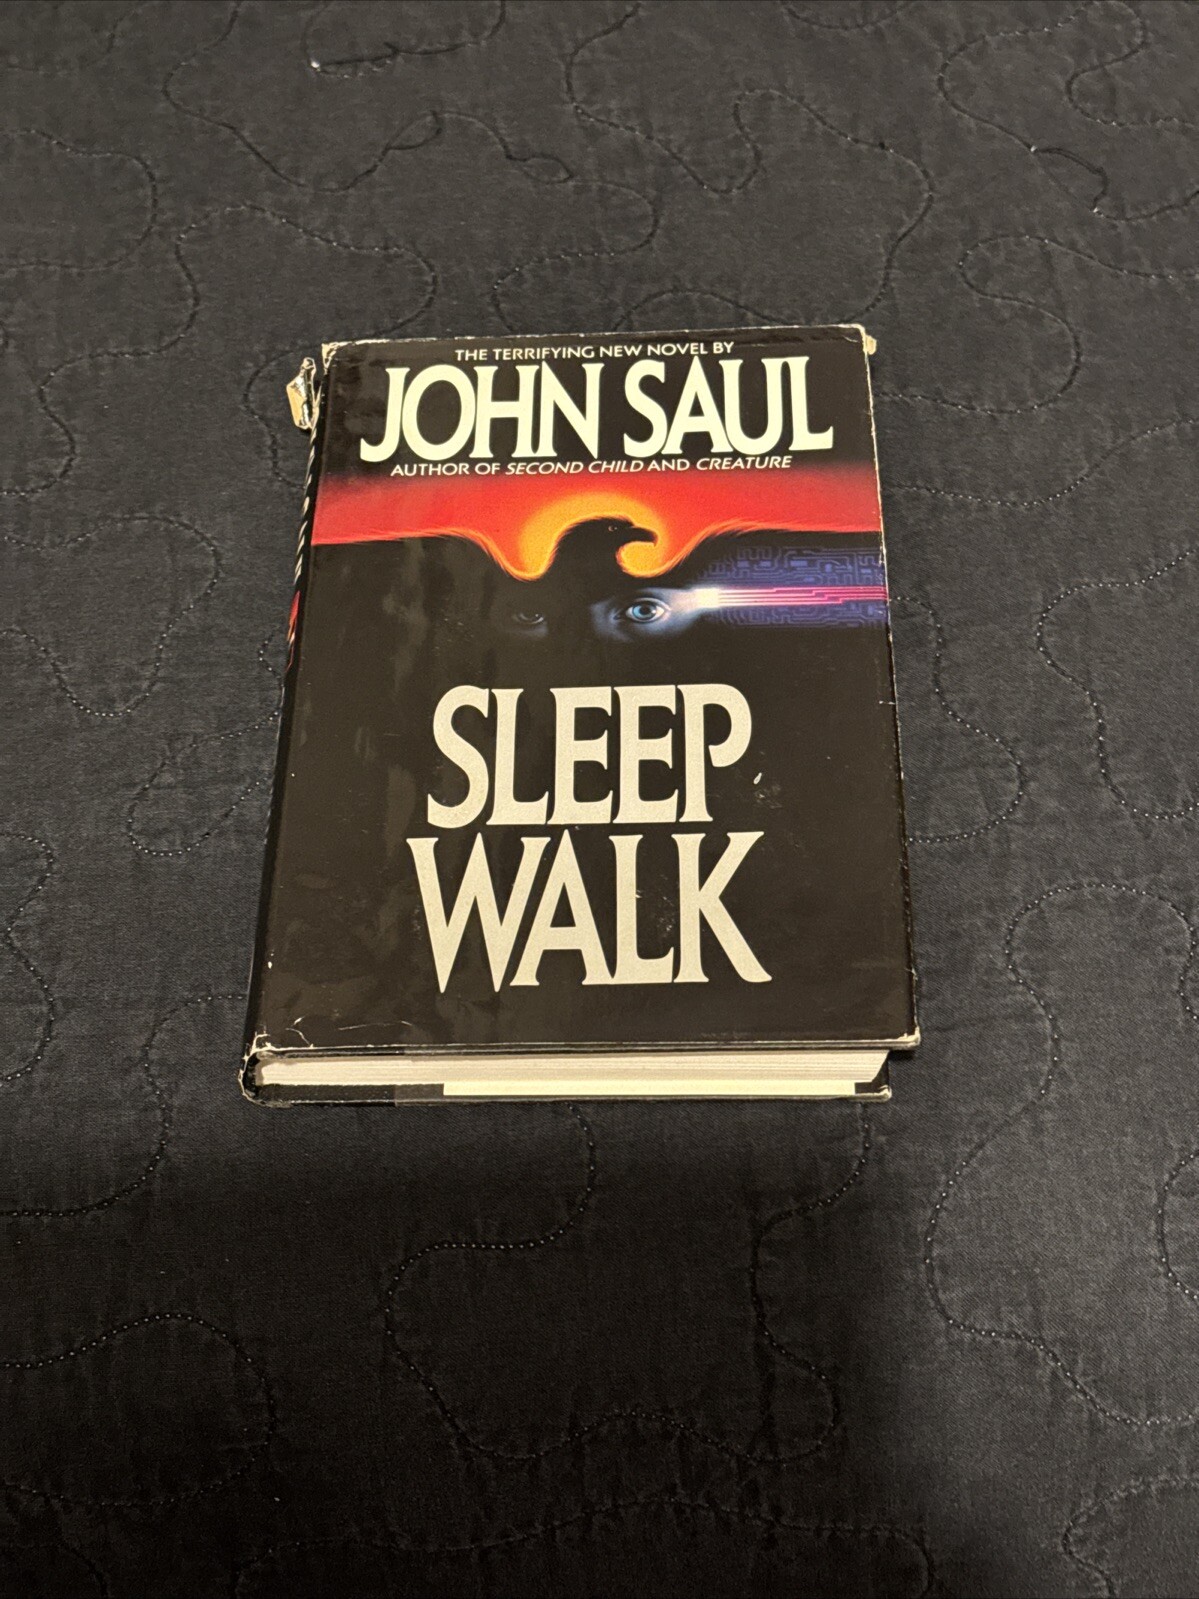 THE TERRIFYING NEW NOVEL BY
JOHN SAUL
AUTHOR OF SECOND CHILD AND CREATURE
SLEEP
WALK